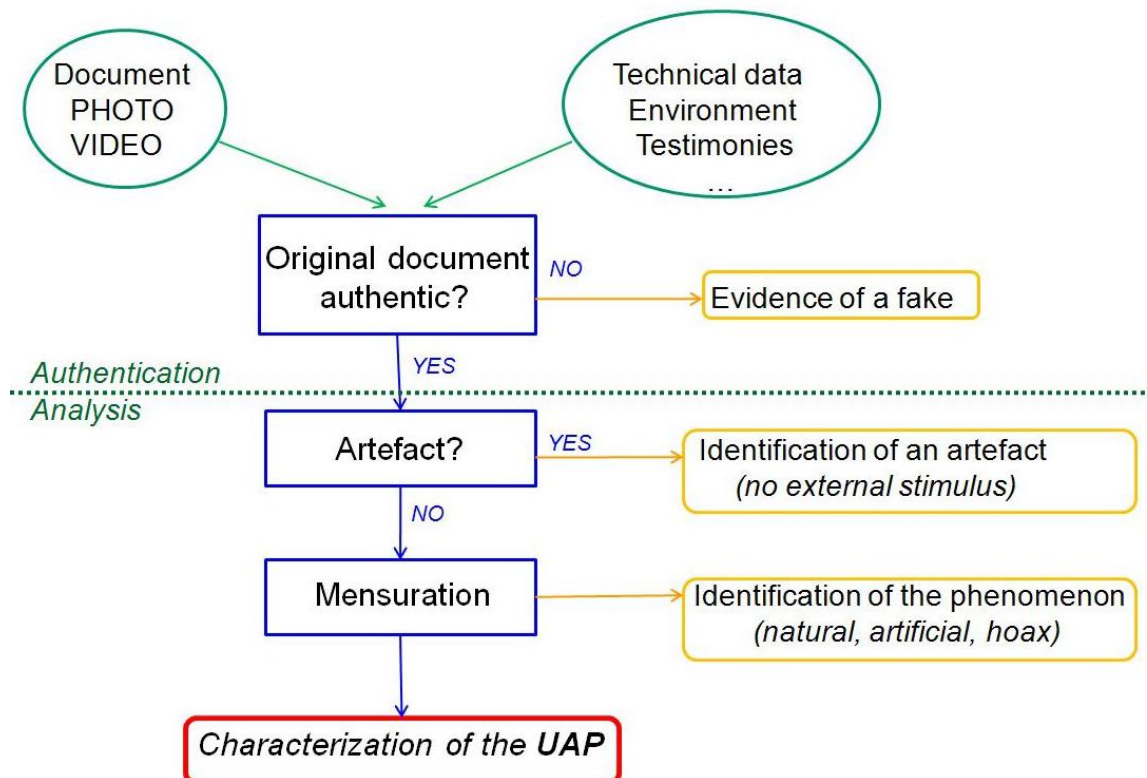 Document
PHOTO
VIDEO
Technical data
Environment
Testimonies
...
Original document
authentic?
NO
Evidence of a fake
YES
Authentication
Analysis
Artefact?
YES
Identification of an artefact
(no external stimulus)
NO
Mensuration
Identification of the phenomenon
(natural, artificial, hoax)
Characterization of the UAP